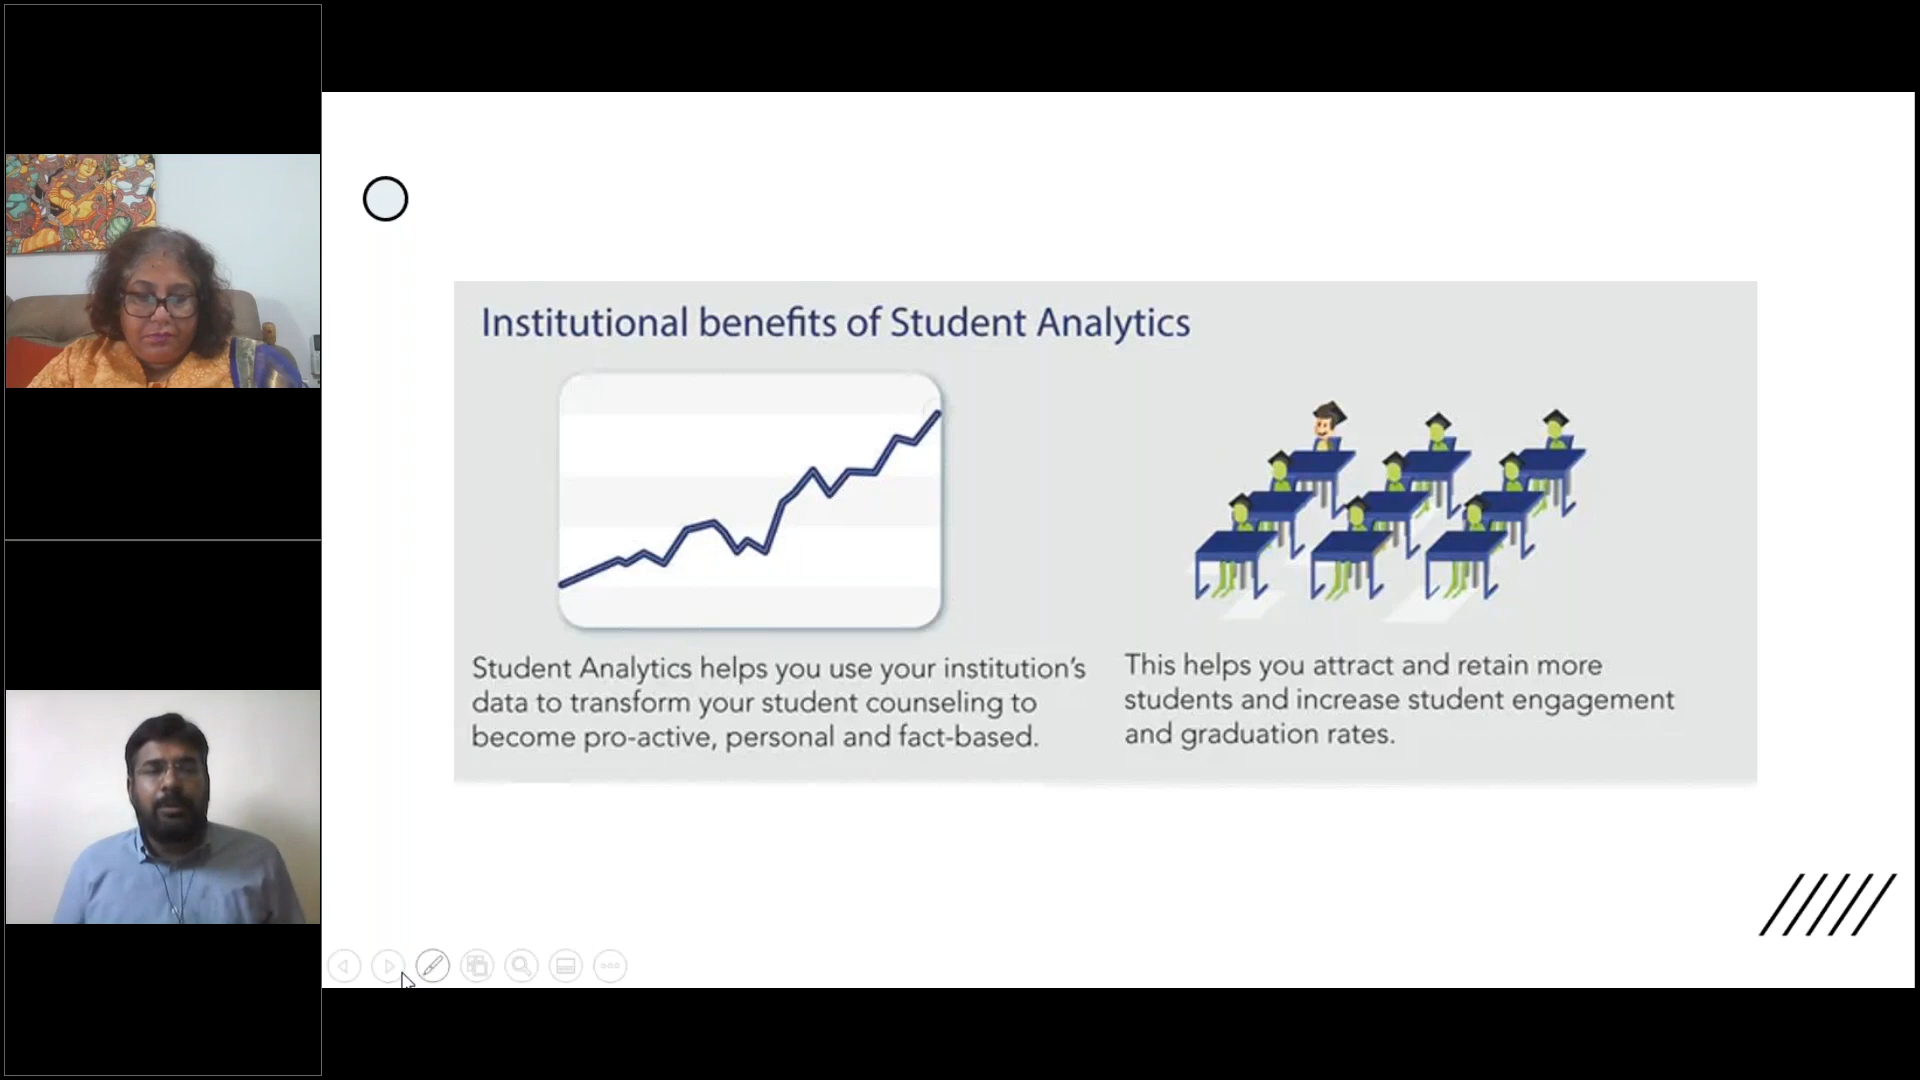 Institutional benefits of Student Analytics
Student Analytics helps you use your institution's
data to transform your student counseling to
become pro-active, personal and fact-based.
This helps you attract and retain more
students and increase student engagement
and graduation rates.